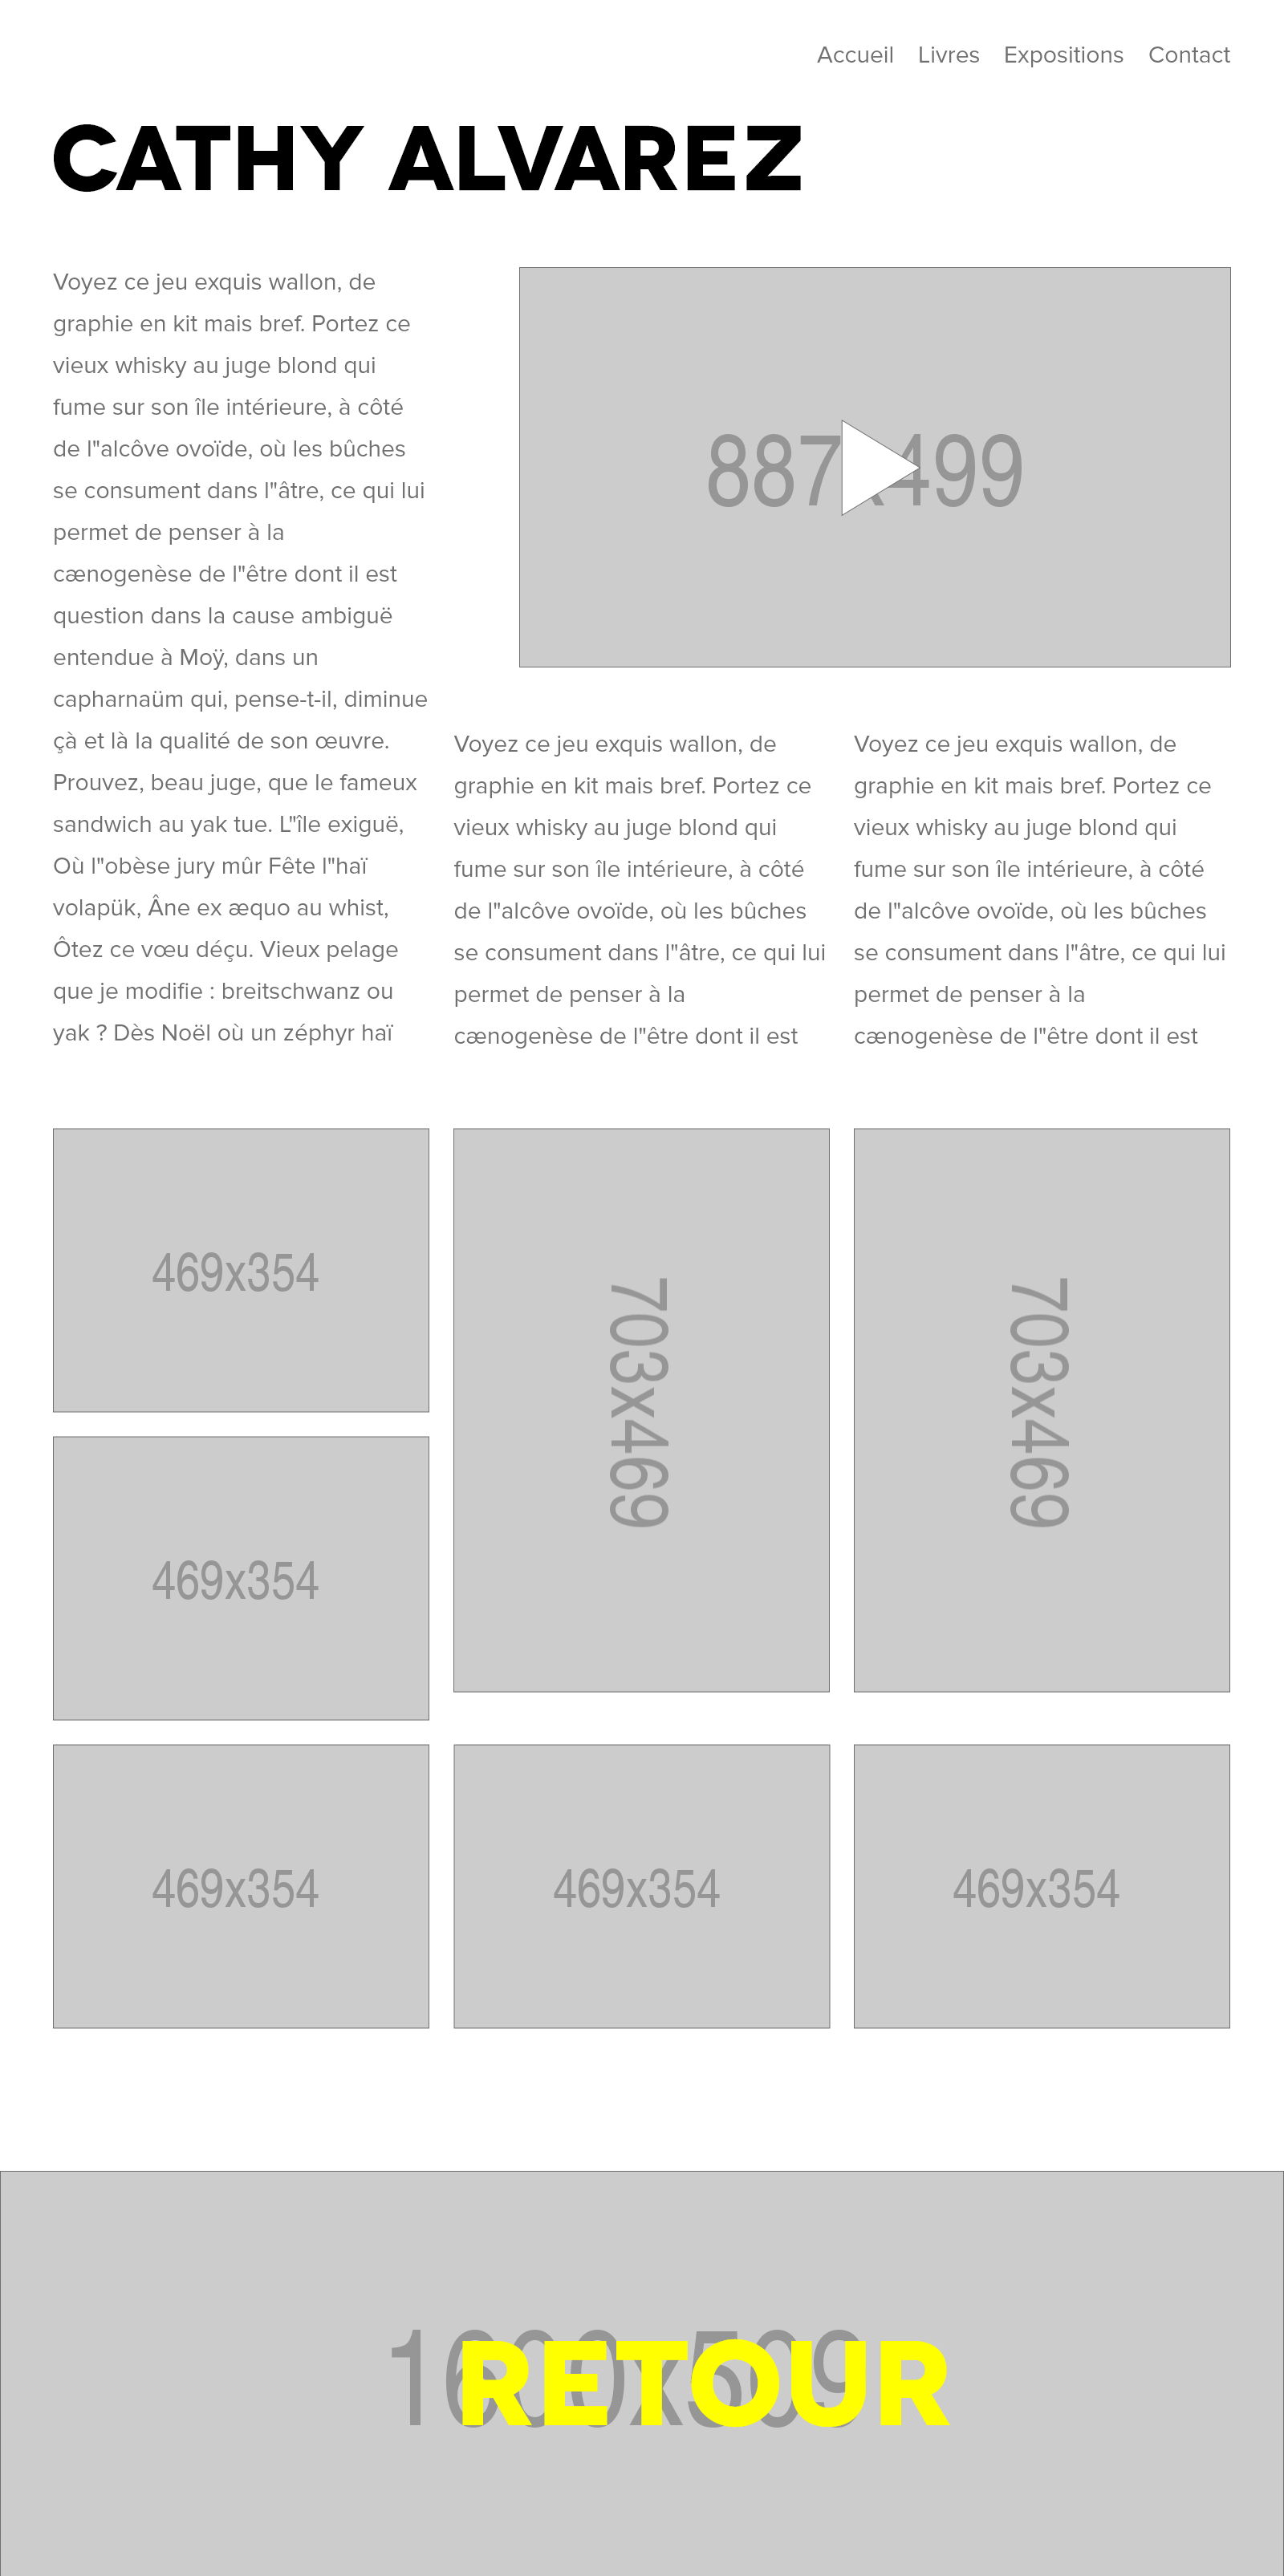 Accueil Livres Expositions Contact
CATHY ALVAREZ
Voyez ce jeu exquis wallon, de
graphie en kit mais bref. Portez ce
vieux whisky au juge blond qui
fume sur son île intérieure, à côté
de l"alcôve ovoïde, où les bûches
se consument dans l"âtre, ce qui lui
permet de penser à la
cænogenèse de l"être dont il est
question dans la cause ambiguë
entendue à Moÿ, dans un
capharnaüm qui, pense-t-il, diminue
çà et là la qualité de son œuvre.
Prouvez, beau juge, que le fameux
sandwich au yak tue. L"île exiguë,
Où l"obèse jury mûr Fête l"haï
volapük, Âne ex æquo au whist,
Ôtez ce vœu déçu. Vieux pelage
que je modifie : breitschwanz ou
yak ? Dès Noël où un zéphyr haï
887x499
Voyez ce jeu exquis wallon, de
graphie en kit mais bref. Portez ce
vieux whisky au juge blond qui
fume sur son île intérieure, à côté
de l"alcôve ovoïde, où les bûches
se consument dans l"âtre, ce qui lui
permet de penser à la
cænogenèse de l"être dont il est
Voyez ce jeu exquis wallon, de
graphie en kit mais bref. Portez ce
vieux whisky au juge blond qui
fume sur son île intérieure, à côté
de l"alcôve ovoïde, où les bûches
se consument dans l"âtre, ce qui lui
permet de penser à la
cænogenèse de l"être dont il est
469x354
703x469
703x469
469x354
469x354
469x354
469x354
1600x509
RETOUR